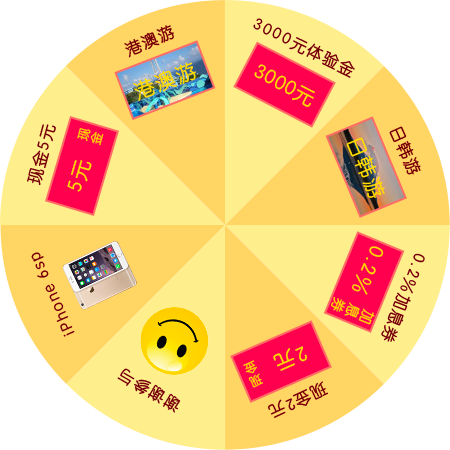 3000元体验金
3000元
日韩游
日韩游
0.2%加息券
0.2%
加息券
现金2元
2元
现金
谢谢参与
iPhone 6sp
现金5元
5元
现金
港澳游
港澳游